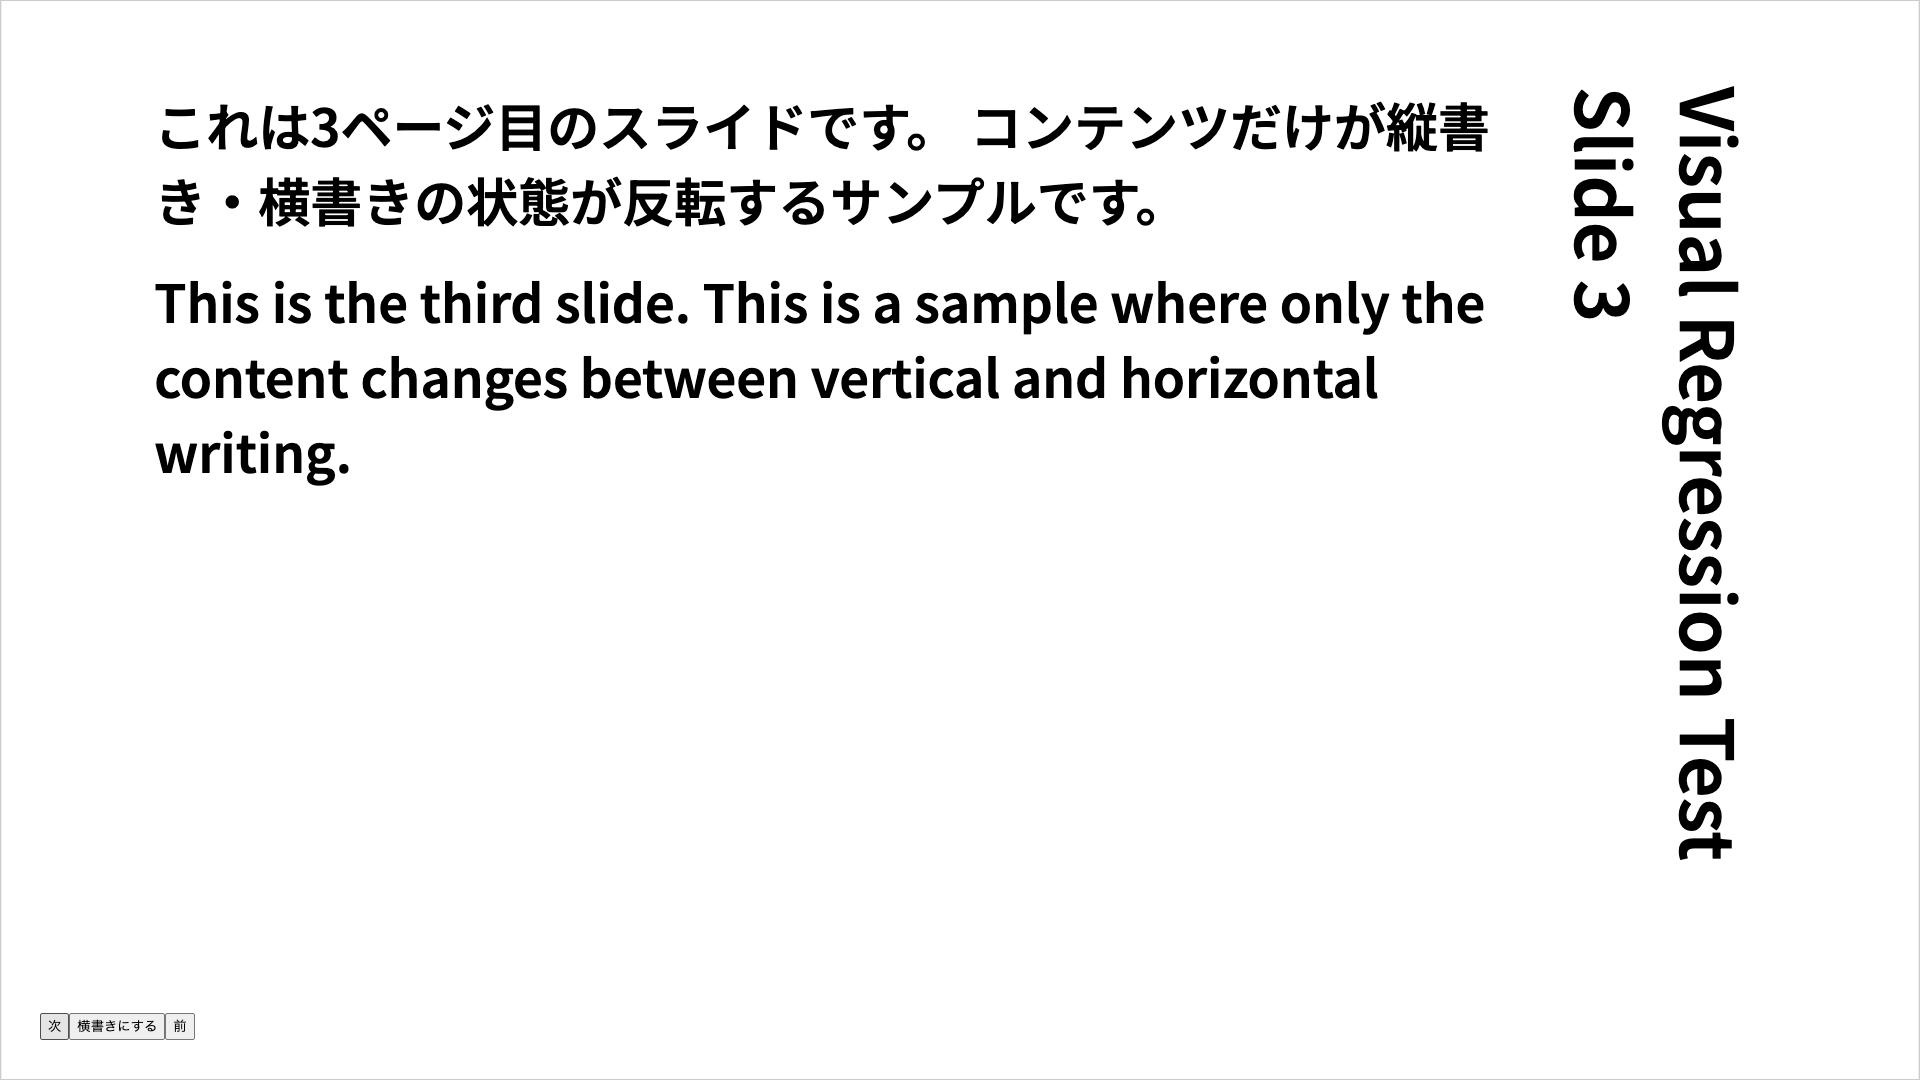 Visual Regression Test
Slide 3
これは3ページ目のスライドです。 コンテンツだけが縦書
き・横書きの状態が反転するサンプルです。
This is the third slide. This is a sample where only the
content changes between vertical and horizontal
writing.
次
横書きにする
前